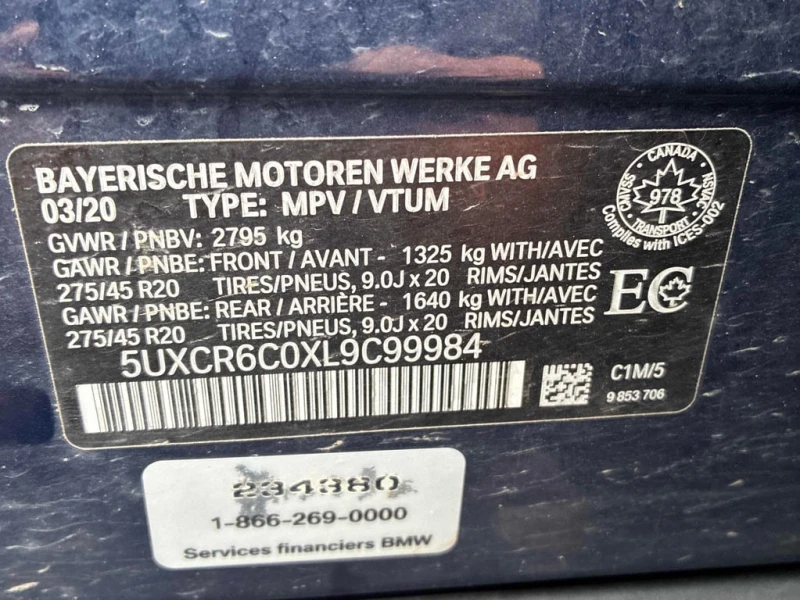 BAYERISCHE MOTOREN WERKE AG
03/20 TYPE: MPV / VTUM
GVWR / PNBV: 2795 kg
GAWR / PNBE: FRONT / AVANT - 1325 kg WITH/AVEC
275/45 R20 TIRES/PNEUS, 9.0J x 20 RIMS/JANTES
GAWR / PNBE: REAR / ARRIÈRE - 1640 kg WITH/AVEC
275/45 R20 TIRES/PNEUS, 9.0J x 20 RIMS/JANTES
5UXCR6C0XL9C99984
CANADA
978
TRANSPORT
Complies with ICES-002
EC
C1M/5
9 853 706
234380
1-866-269-0000
Services financiers BMW